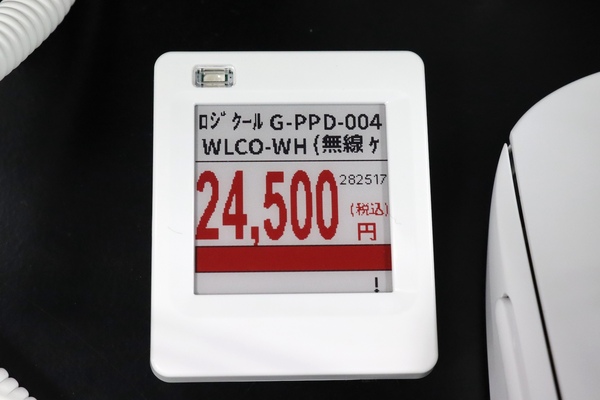 ﾛｼﾞｸｰﾙ G-PPD-004
WLCO-WH (無線ｹ
282517
24,500
(税込)
円
!